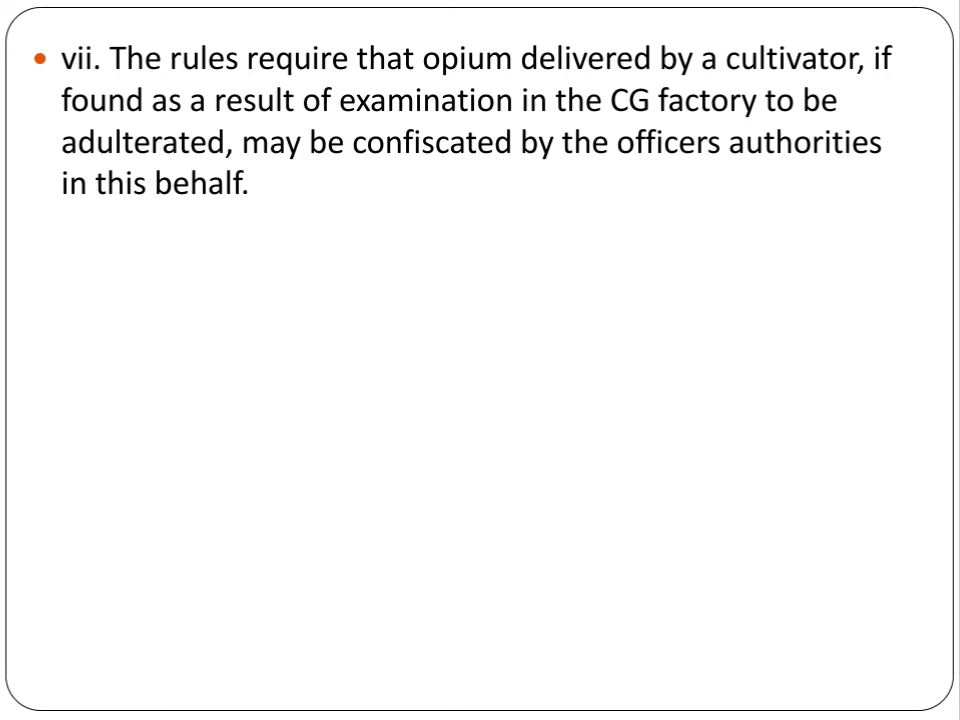 vii. The rules require that opium delivered by a cultivator, if
found as a result of examination in the CG factory to be
adulterated, may be confiscated by the officers authorities
in this behalf.